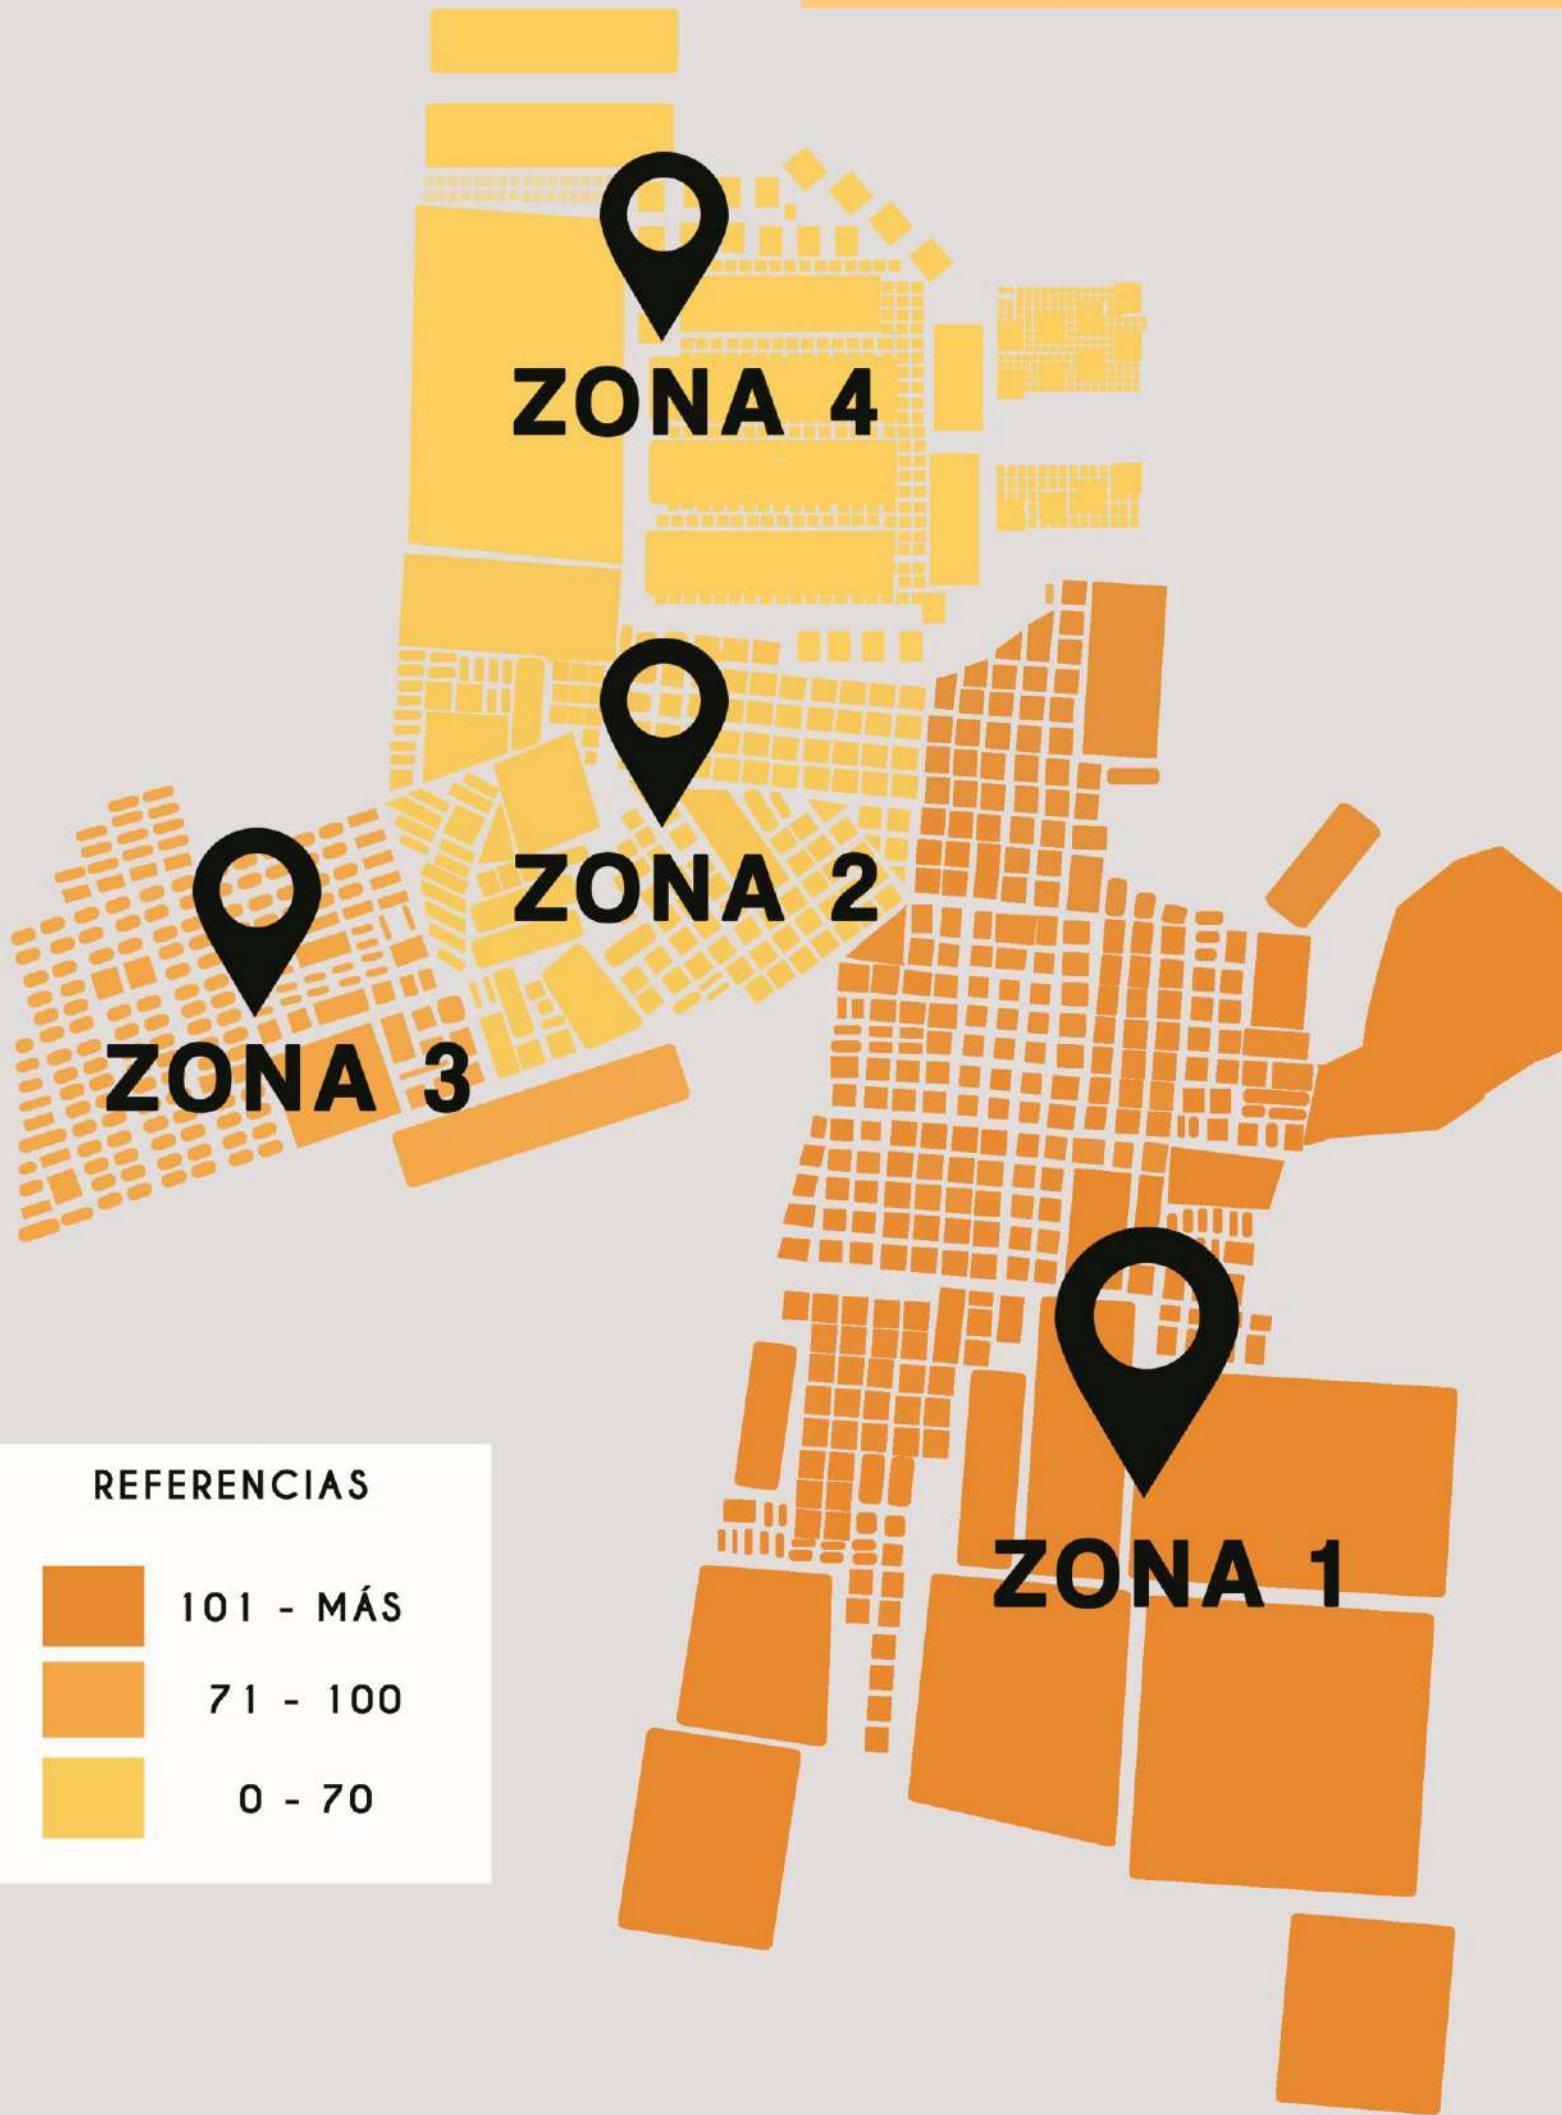 ZONA 4
ZONA 2
ZONA 3
ZONA 1
REFERENCIAS
101 - MÁS
71 - 100
0 - 70